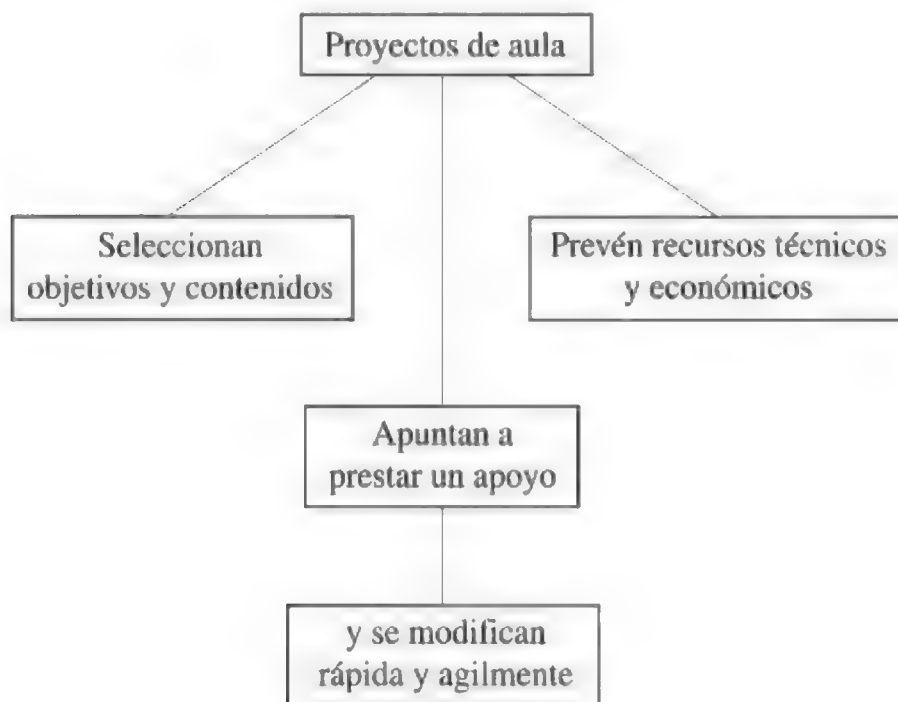 Proyectos de aula
Seleccionan
objetivos y contenidos
Prevén recursos técnicos
y económicos
Apuntan a
prestar un apoyo
y se modifican
rápida y agilmente